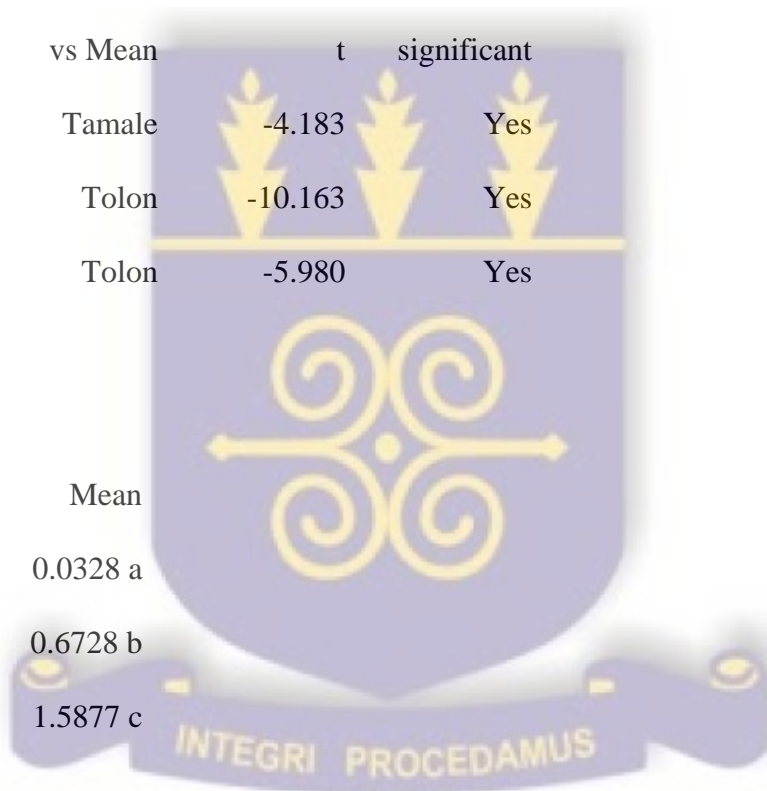 vs Mean t significant
Tamale -4.183 Yes
Tolon -10.163 Yes
Tolon -5.980 Yes
Mean
0.0328 a
0.6728 b
1.5877 c
INTEGRI PROCEDAMUS